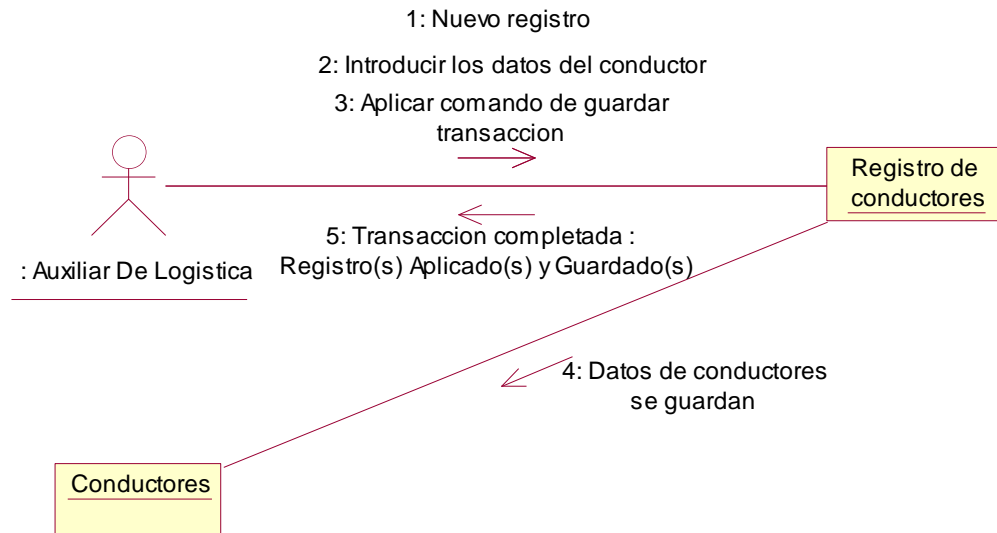 1: Nuevo registro
2: Introducir los datos del conductor
3: Aplicar comando de guardar
transaccion
Registro de
conductores
5: Transaccion completada :
Registro(s) Aplicado(s) y Guardado(s)
: Auxiliar De Logistica
4: Datos de conductores
se guardan
Conductores